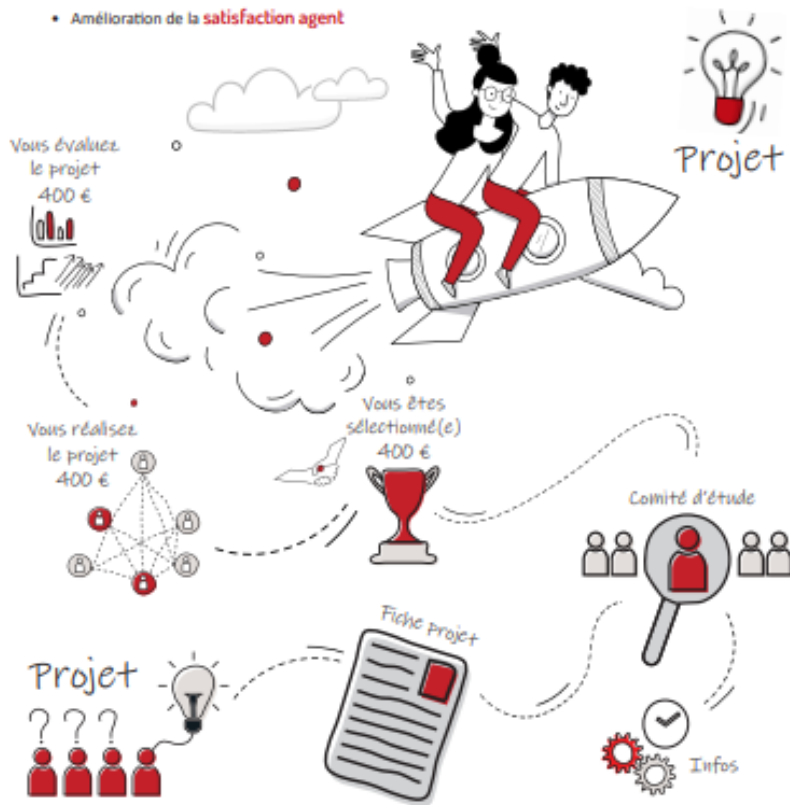 • Amélioration de la satisfaction agent
Projet
Vous évaluez
le projet
400 €
Vous êtes
sélectionné(e)
400 €
Vous réalisez
le projet
400 €
Comité d'étude
Fiche projet
Projet
? ? ?
Infos